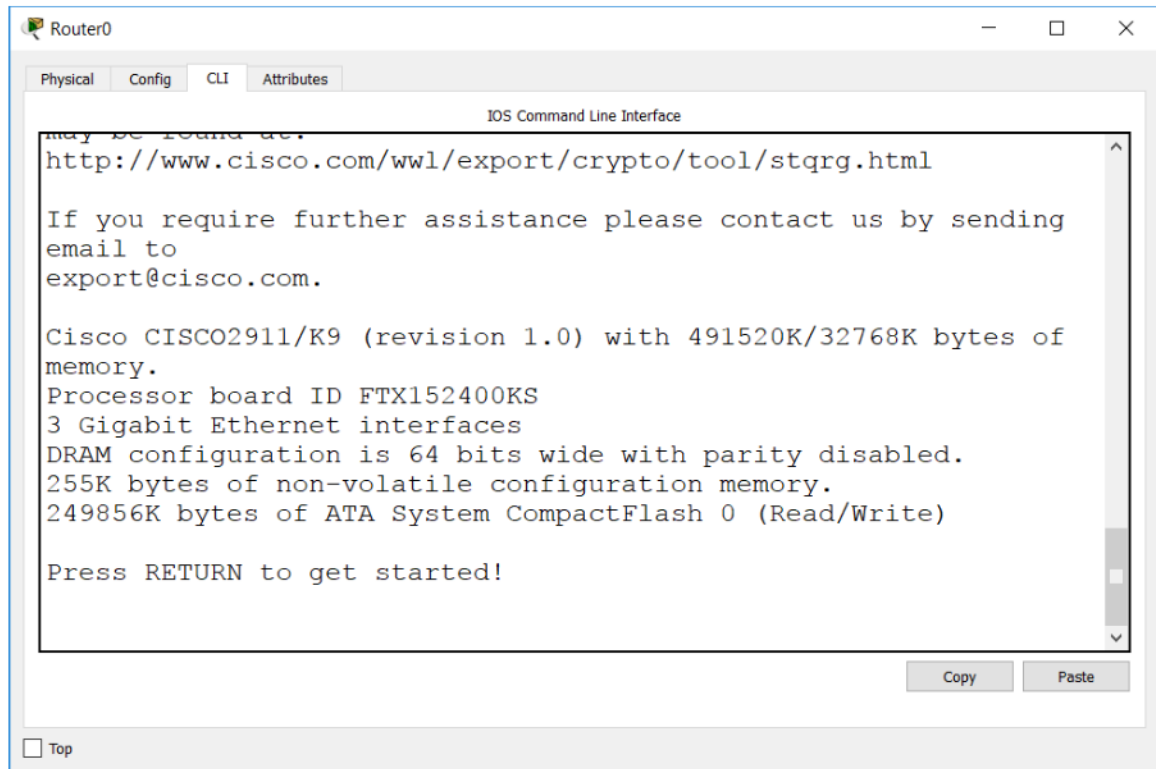 Router0
Physical Config CLI Attributes
IOS Command Line Interface
may be found at:
http://www.cisco.com/wwl/export/crypto/tool/stqrg.html
If you require further assistance please contact us by sending
email to
export@cisco.com.
Cisco CISCO2911/K9 (revision 1.0) with 491520K/32768K bytes of
memory.
Processor board ID FTX152400KS
3 Gigabit Ethernet interfaces
DRAM configuration is 64 bits wide with parity disabled.
255K bytes of non-volatile configuration memory.
249856K bytes of ATA System CompactFlash 0 (Read/Write)
Press RETURN to get started!
Copy Paste
Top